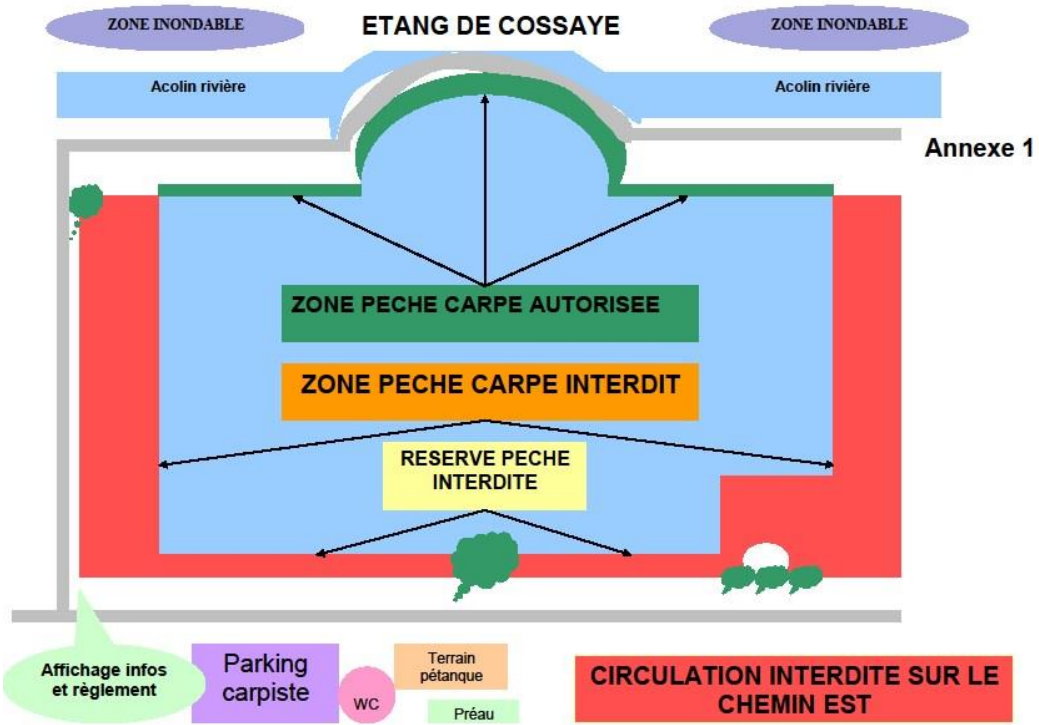 ZONE INONDABLE
ETANG DE COSSAYE
ZONE INONDABLE
Acolin rivière
Acolin rivière
Annexe 1
ZONE PECHE CARPE AUTORISEE
ZONE PECHE CARPE INTERDIT
RESERVE PECHE
INTERDITE
Affichage infos
et règlement
Parking
carpiste
WC
Terrain
pétanque
Préau
CIRCULATION INTERDITE SUR LE
CHEMIN EST